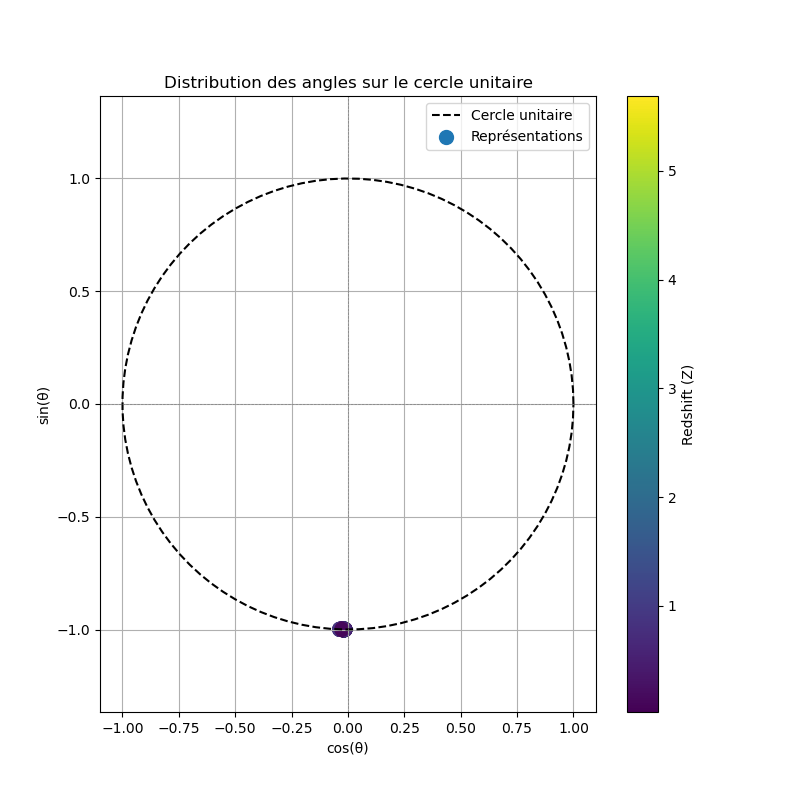 Distribution des angles sur le cercle unitaire
Cercle unitaire
Représentations
1.0
0.5
0.0
−0.5
−1.0
sin(θ)
−1.00 −0.75 −0.50 −0.25 0.00 0.25 0.50 0.75 1.00
cos(θ)
5
4
3
2
1
Redshift (Z)